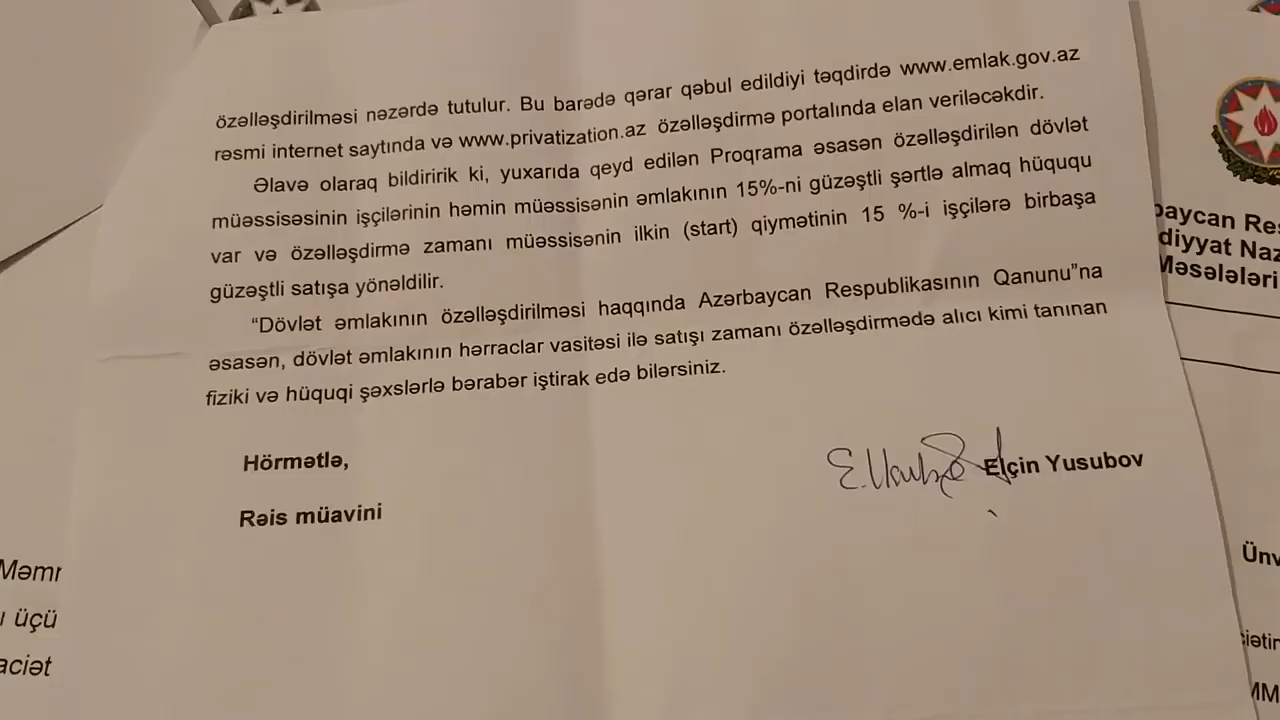 özəlləşdirilməsi nəzərdə tutulur. Bu barədə qərar qəbul edildiyi təqdirdə www.emlak.gov.az
rəsmi internet saytında və www.privatization.az özəlləşdirmə portalında elan veriləcəkdir.
Əlavə olaraq bildiririk ki, yuxarıda qeyd edilən Proqrama əsasən özəlləşdirilən dövlət
müəssisəsinin işçilərinin həmin müəssisənin əmlakının 15%-ni güzəştli şərtlə almaq hüququ
var və özəlləşdirmə zamanı müəssisənin ilkin (start) qiymətinin 15 %-i işçilərə birbaşa
güzəştli satışa yönəldilir.
“Dövlət əmlakının özəlləşdirilməsi haqqında Azərbaycan Respublikasının Qanunu”na
əsasən, dövlət əmlakının hərraclar vasitəsi ilə satışı zamanı özəlləşdirmədə alıcı kimi tanınan
fiziki və hüquqi şəxslərlə bərabər iştirak edə bilərsiniz.
Hörmətlə,
Rəis müavini
Elçin Yusubov
baycan Res
diyyat Naz
Məsələləri
Ünv
iətin
MM
Məmr
üçü
aciət